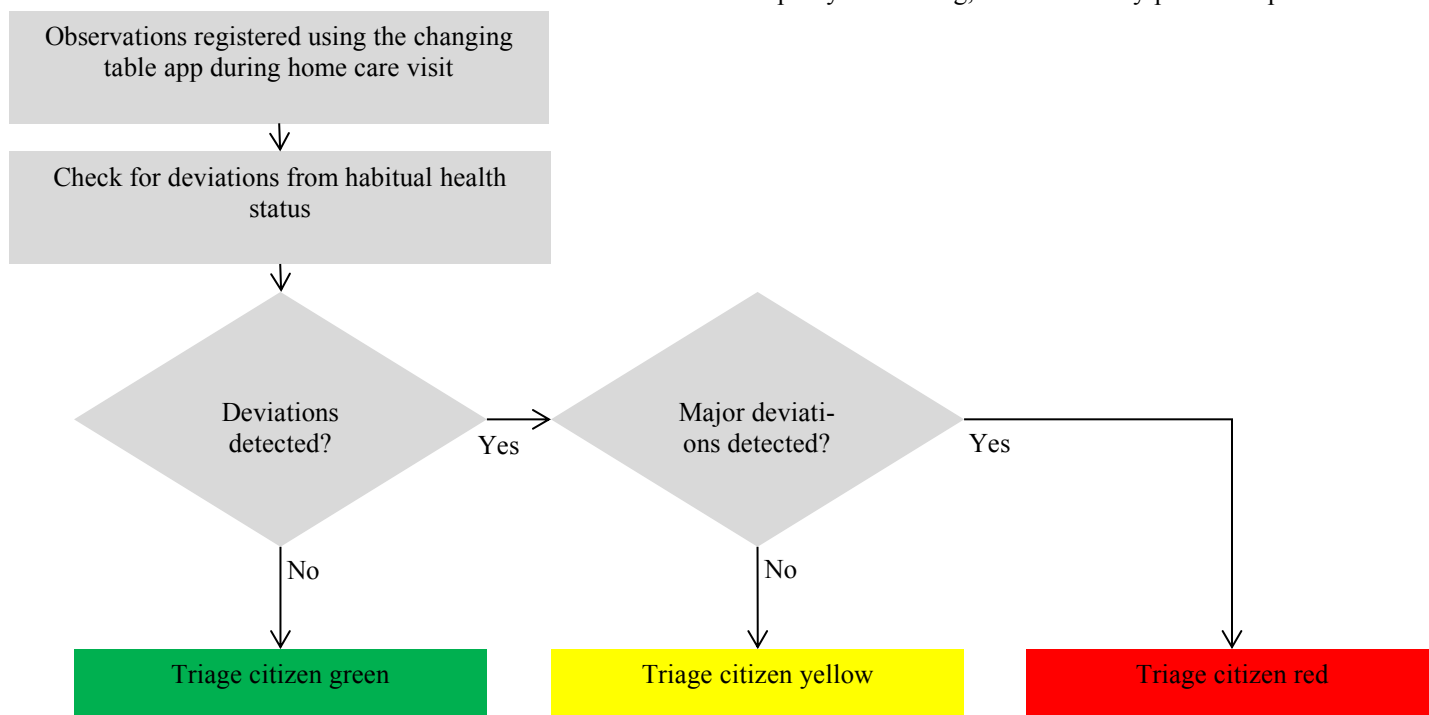 Observations registered using the changing
table app during home care visit
Check for deviations from habitual health
status
Deviations
detected?
Yes
Major deviati-
ons detected?
Yes
No
No
Triage citizen green
Triage citizen yellow
Triage citizen red